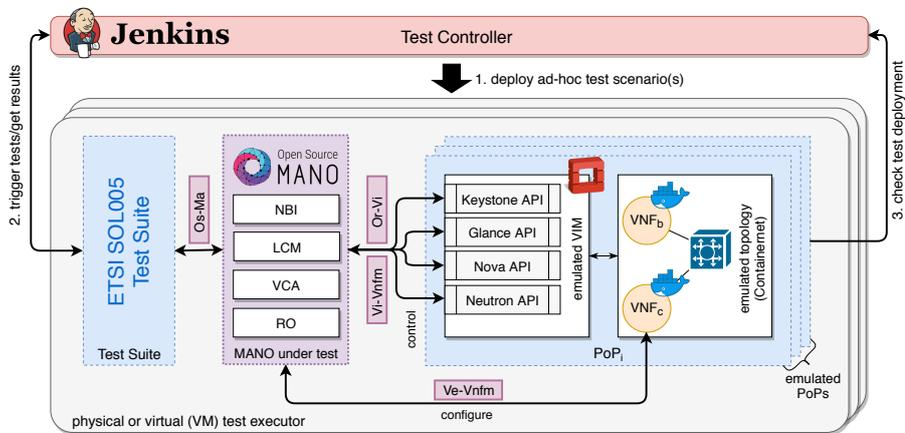 Jenkins
Test Controller
1. deploy ad-hoc test scenario(s)
2. trigger tests/get results
3. check test deployment
ETSI SOL005
Test Suite
Test Suite
Os-Ma
Open Source
MANO
NBI
LCM
VCA
RO
MANO under test
Or-Vi
Vi-Vnfm
control
Keystone API
Glance API
Nova API
Neutron API
emulated VIM
VNFb
VNFc
emulated topology
(Containernet)
PoPi
emulated
PoPs
Ve-Vnfm
configure
physical or virtual (VM) test executor